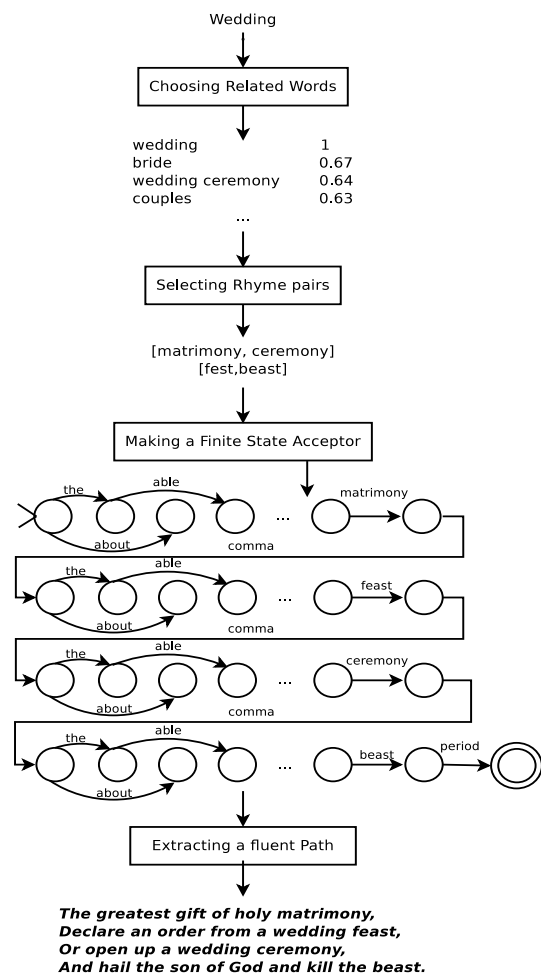 Wedding
Choosing Related Words
wedding 1
bride 0.67
wedding ceremony 0.64
couples 0.63
...
Selecting Rhyme pairs
[matrimony, ceremony]
[fest,beast]
Making a Finite State Acceptor
the able matrimony
...
about comma
the able feast
...
about comma
the able ceremony
...
about comma
the able beast period
...
about
Extracting a fluent Path
The greatest gift of holy matrimony,
Declare an order from a wedding feast,
Or open up a wedding ceremony,
And hail the son of God and kill the beast.